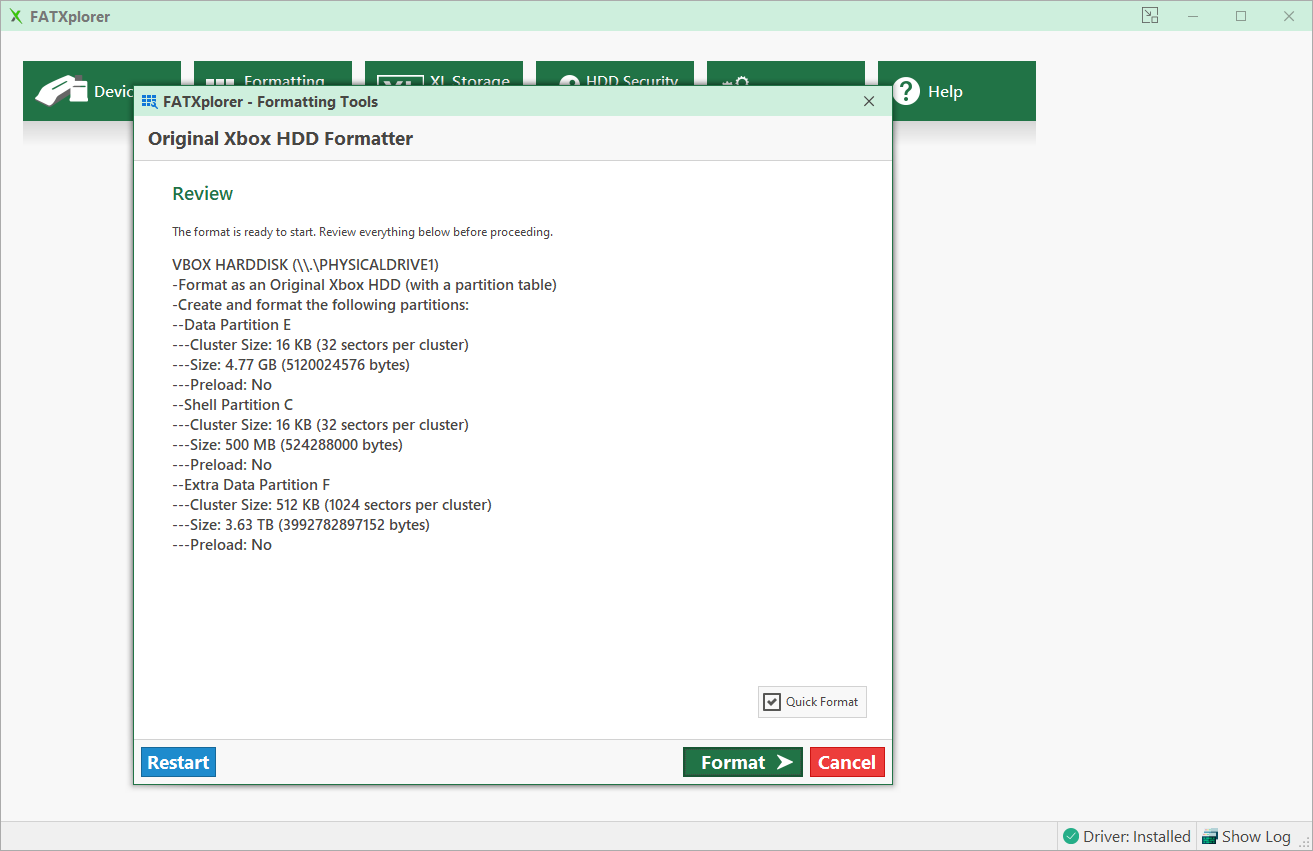 FATXplorer
Devic
Formatting
XL Storage
HDD Security
Help
FATXplorer - Formatting Tools
Original Xbox HDD Formatter
Review
The format is ready to start. Review everything below before proceeding.
VBOX HARDDISK (\\.\PHYSICALDRIVE1)
-Format as an Original Xbox HDD (with a partition table)
-Create and format the following partitions:
--Data Partition E
---Cluster Size: 16 KB (32 sectors per cluster)
---Size: 4.77 GB (5120024576 bytes)
---Preload: No
--Shell Partition C
---Cluster Size: 16 KB (32 sectors per cluster)
---Size: 500 MB (524288000 bytes)
---Preload: No
--Extra Data Partition F
---Cluster Size: 512 KB (1024 sectors per cluster)
---Size: 3.63 TB (3992782897152 bytes)
---Preload: No
Quick Format
Restart
Format
Cancel
Driver: Installed
Show Log